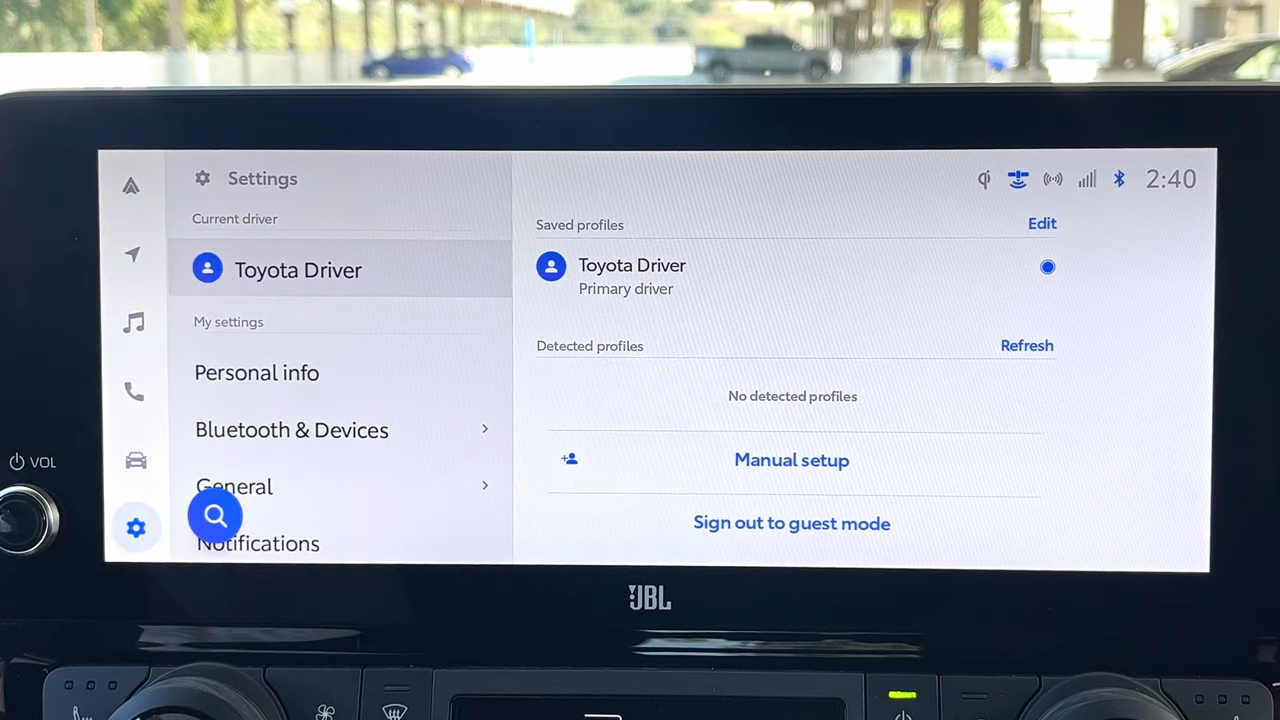 Settings
2:40
Current driver
Toyota Driver
My settings
Personal info
Bluetooth & Devices
General
Notifications
Saved profiles
Edit
Toyota Driver
Primary driver
Detected profiles
Refresh
No detected profiles
Manual setup
Sign out to guest mode
VOL
JBL